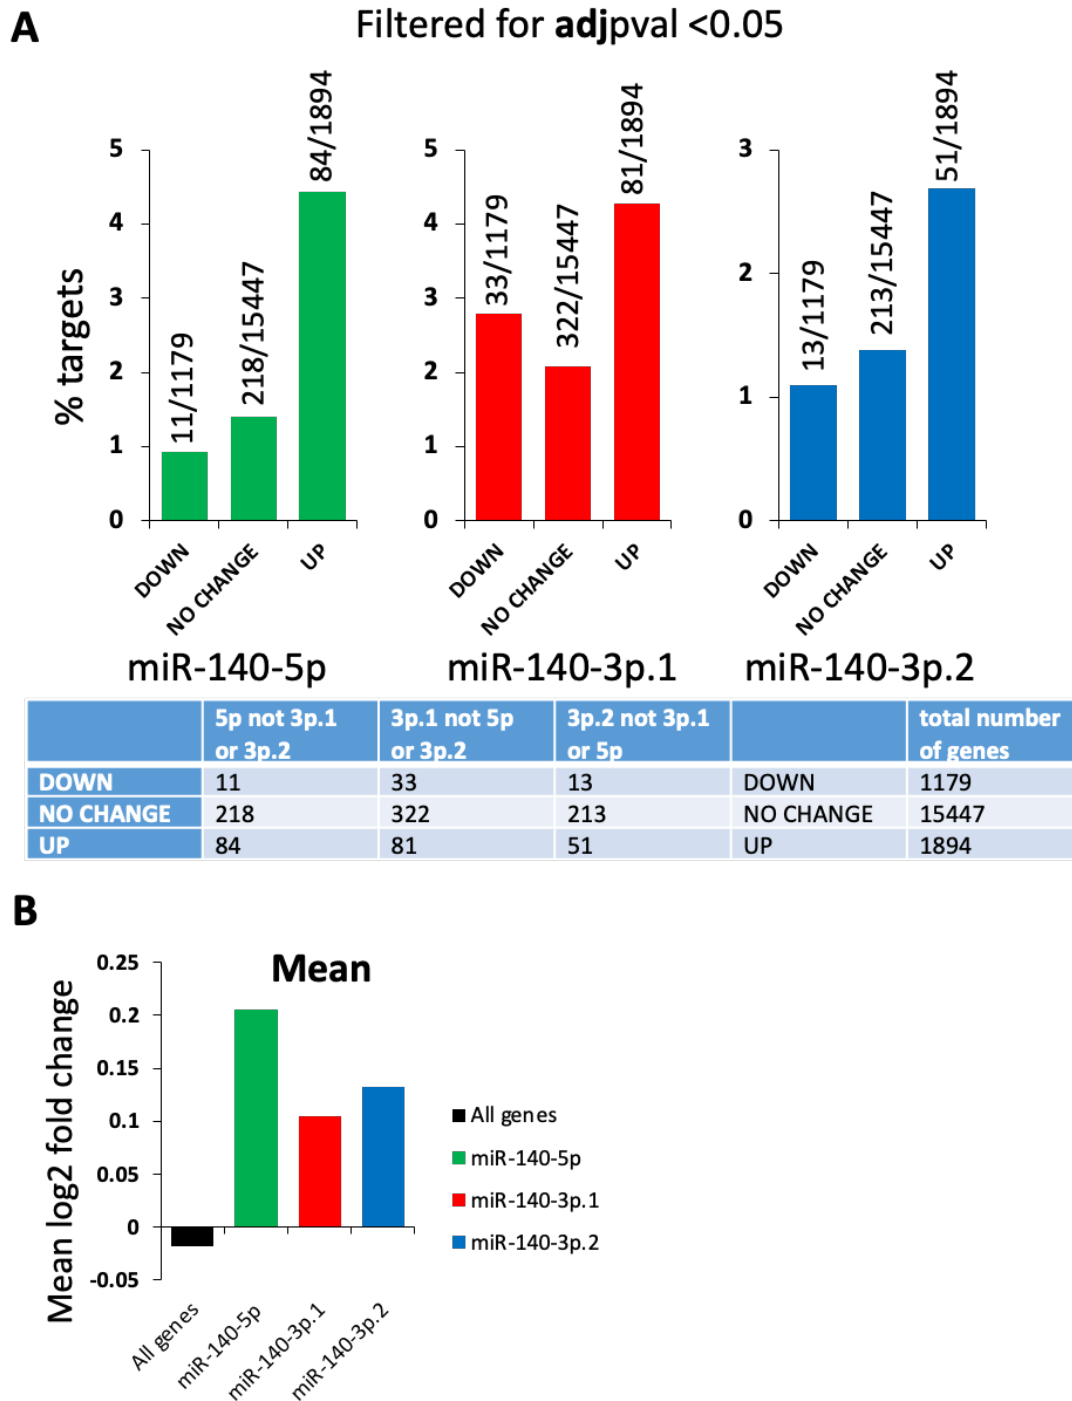 A
Filtered for adjpval <0.05
% targets
5
4
3
2
1
0
11/1179
218/15447
84/1894
DOWN
NO CHANGE
UP
miR-140-5p
5
4
3
2
1
0
33/1179
322/15447
81/1894
DOWN
NO CHANGE
UP
miR-140-3p.1
3
2
1
0
13/1179
213/15447
51/1894
DOWN
NO CHANGE
UP
miR-140-3p.2
5p not 3p.1 or 3p.2
3p.1 not 5p or 3p.2
3p.2 not 3p.1 or 5p
total number of genes
DOWN 11 33 13 DOWN 1179
NO CHANGE 218 322 213 NO CHANGE 15447
UP 84 81 51 UP 1894
B
Mean
Mean log2 fold change
0.25
0.2
0.15
0.1
0.05
0
-0.05
All genes
miR-140-5p
miR-140-3p.1
miR-140-3p.2
All genes
miR-140-5p
miR-140-3p.1
miR-140-3p.2